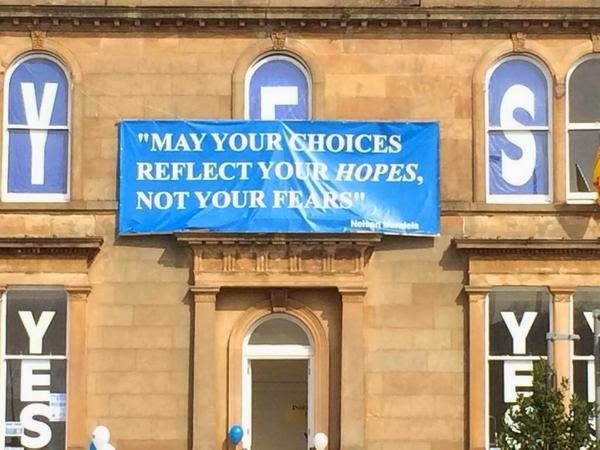 Y E S
"MAY YOUR CHOICES
REFLECT YOUR HOPES,
NOT YOUR FEARS"
Nelson Mandela
YES
YE
Y